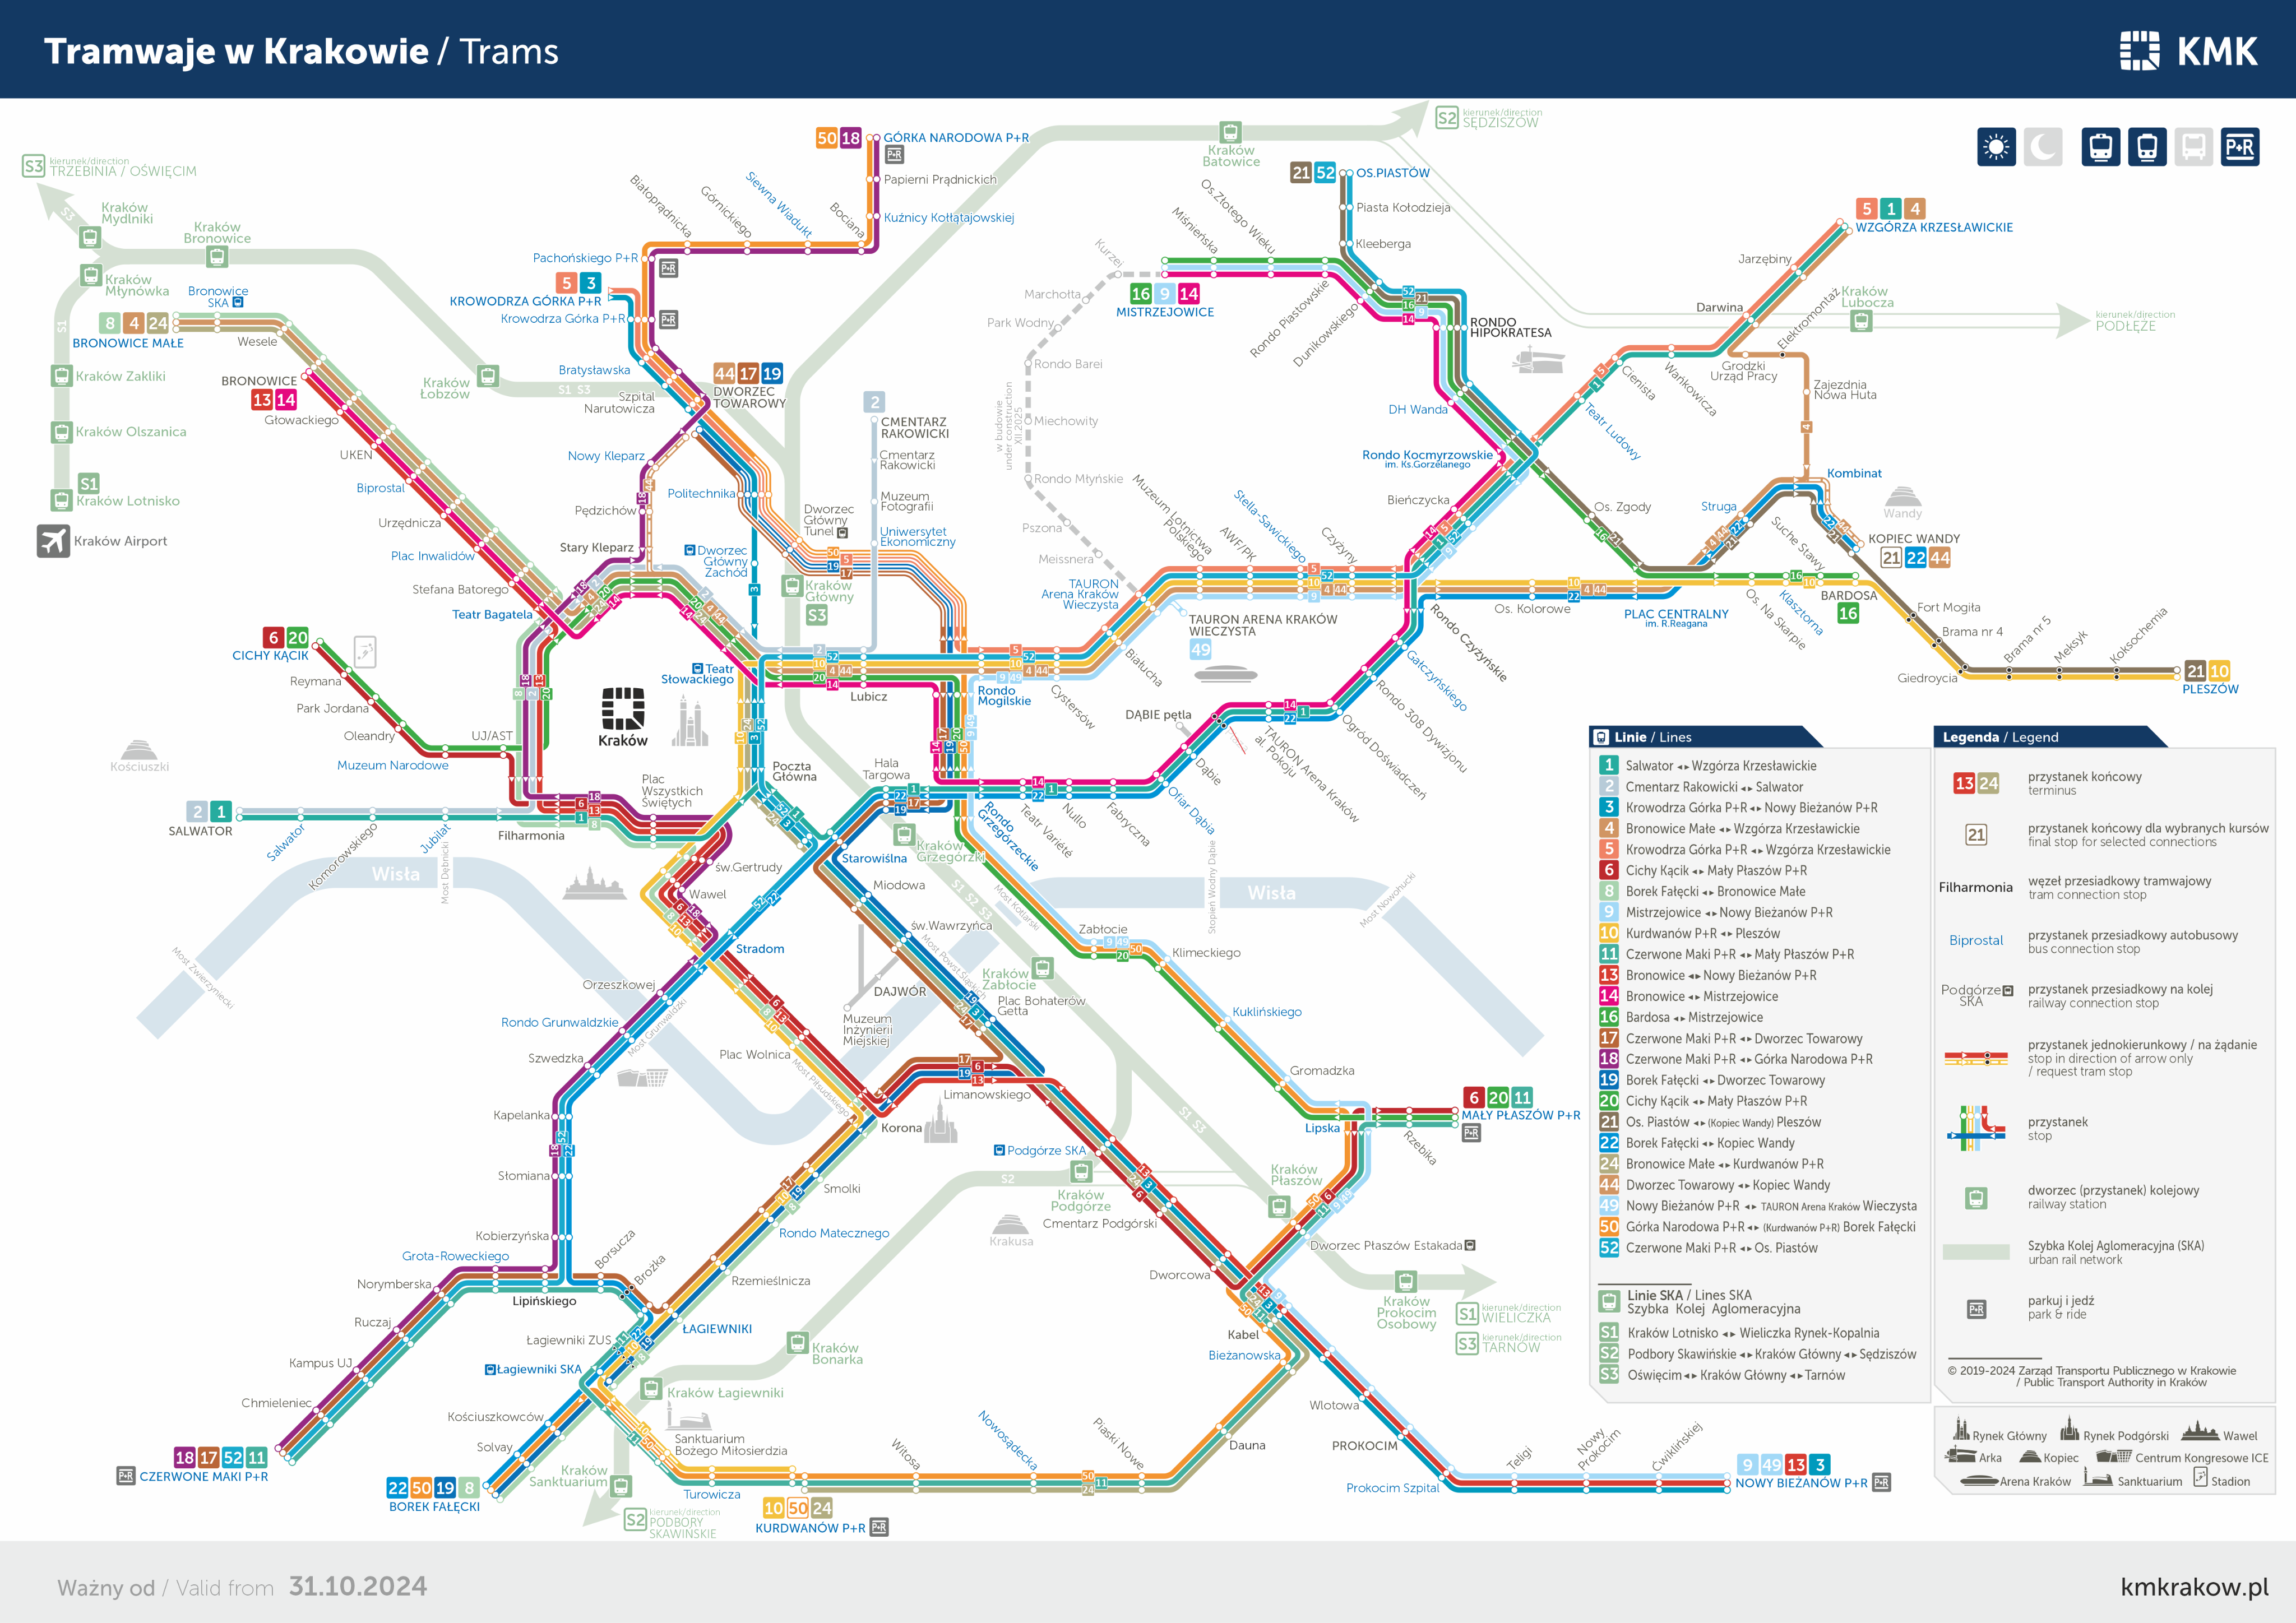 Tramwaje w Krakowie / Trams
KMK
S3 kierunek/direction
TRZEBINIA / OŚWIĘCIM
S3
Kraków
Mydlniki
Kraków
Bronowice
Kraków
Młynówka
S1
Bronowice
SKA
8 4 24
BRONOWICE MAŁE
Wesele
Kraków Zakliki
Kraków Olszanica
S1
Kraków Lotnisko
Kraków Airport
BRONOWICE
13 14
Głowackiego
UKEN
Biprostal
Urzędnicza
Plac Inwalidów
Stefana Batorego
Teatr Bagatela
Kraków
Łobzów
S1 S3
50 18 GÓRKA NARODOWA P+R
P+R
Papierni Prądnickich
Kuźnicy Kołłątajowskiej
Białoprądnicka
Górnickiego
Siewna Wiadukt
Bociana
Pachońskiego P+R
P+R
5 3
KROWODRZA GÓRKA P+R
Krowodrza Górka P+R
P+R
Bratysławska
Szpital
Narutowicza
44 17 19
DWORZEC
TOWAROWY
Nowy Kleparz
Politechnika
Pędzichów
Stary Kleparz
Dworzec
Główny
Zachód
Dworzec
Główny
Tunel
Kraków
Główny
S3
2
CMENTARZ
RAKOWICKI
Cmentarz
Rakowicki
Muzeum
Fotografii
Uniwersytet
Ekonomiczny
Teatr
Słowackiego
Lubicz
Rondo
Mogilskie
Cystersów
Białucha
S2 kierunek/direction
SĘDZISZÓW
Kraków
Batowice
21 52 OS.PIASTÓW
Piasta Kołodzieja
Kleeberga
Miśnieńska
Os.Złotego Wieku
Rondo Piastowskie
Dunikowskiego
16 9 14
MISTRZEJOWICE
Kurzei
Marchołta
Park Wodny
Rondo Barei
Miechowity
Rondo Młyńskie
Pszona
Meissnera
w budowie
under construction
XII.2025
RONDO
HIPOKRATESA
DH Wanda
Rondo Kocmyrzowskie
im. Ks.Gorzelanego
Bieńczycka
TAURON
Arena Kraków
Wieczysta
Muzeum Lotnictwa
Polskiego
AWF/PK
Stella-Sawickiego
Czyżyny
TAURON ARENA KRAKÓW
WIECZYSTA
49
Rondo Czyżyńskie
5 1 4
WZGÓRZA KRZESŁAWICKIE
Jarzębiny
Darwina
Elektromontaż
Kraków
Lubocza
kierunek/direction
PODŁĘŻE
Grodzki
Urząd Pracy
Wańkowicza
Cienista
Teatr Ludowy
Zajezdnia
Nowa Huta
Kombinat
Wandy
Struga
Suche Stawy
KOPIEC WANDY
21 22 44
Os. Zgody
Os. Kolorowe
PLAC CENTRALNY
im. R.Reagana
Os. Na Skarpie
Klasztorna
BARDOSA
16
Fort Mogiła
Brama nr 4
Giedroycia
Brama nr 5
Meksyk
Koksochemia
21 10
PLESZÓW
6 20
CICHY KĄCIK
Reymana
Park Jordana
Oleandry
Muzeum Narodowe
UJ/AST
Kościuszki
2 1
SALWATOR
Salwator
Komorowskiego
Jubilat
Filharmonia
Kraków
Plac
Wszystkich
Świętych
Poczta
Główna
Hala
Targowa
Rondo
Grzegórzeckie
Teatr Variété
Nullo
Fabryczna
Ofiar Dąbia
Dąbie
DĄBIE pętla
TAURON Arena Kraków
al. Pokoju
Ogród Doświadczeń
Rondo 308 Dywizjonu
Gałczyńskiego
Kraków
Grzegórzki
Starowiślna
św.Gertrudy
Wawel
Miodowa
św.Wawrzyńca
Stradom
Wisła
Wisła
Most Dębnicki
Most Zwierzyniecki
Most Grunwaldzki
Most Piłsudskiego
Most Powst.Śląskich
Most Kotlarski
Stopień Wodny Dąbie
Most Nowohucki
S1 S2 S3
DAJWÓR
Muzeum
Inżynierii
Miejskiej
Kraków
Zabłocie
Plac Bohaterów
Getta
Zabłocie
Klimeckiego
Kuklińskiego
Gromadzka
Lipska
6 20 11
MAŁY PŁASZÓW P+R
P+R
Rzebika
Orzeszkowej
Rondo Grunwaldzkie
Szwedzka
Kapelanka
Słomiana
Kobierzyńska
Grota-Roweckiego
Norymberska
Lipińskiego
Ruczaj
Kampus UJ
Chmieleniec
18 17 52 11
P+R CZERWONE MAKI P+R
Borsucza
Brożka
Plac Wolnica
Korona
Limanowskiego
Smolki
Rondo Matecznego
Rzemieślnicza
ŁAGIEWNIKI
Łagiewniki ZUS
Łagiewniki SKA
Kraków Łagiewniki
Kraków
Bonarka
S2
Kościuszkowców
Solvay
22 50 19 8
BOREK FAŁĘCKI
Sanktuarium
Bożego Miłosierdzia
Kraków
Sanktuarium
S2 kierunek/direction
PODBORY
SKAWIŃSKIE
Turowicza
10 50 24
KURDWANÓW P+R P+R
Witosa
Nowosądecka
Piaski Nowe
Dauna
Podgórze SKA
Kraków
Podgórze
Krakusa
Cmentarz Podgórski
S1 S3
Kraków
Płaszów
Dworzec Płaszów Estakada
Dworcowa
Kabel
Bieżanowska
Kraków
Prokocim
Osobowy
S1 kierunek/direction
WIELICZKA
S3 kierunek/direction
TARNÓW
Wlotowa
PROKOCIM
Prokocim Szpital
Teligi
Nowy
Prokocim
Ćwiklińskiej
9 49 13 3
NOWY BIEŻANÓW P+R P+R
Linie / Lines
1 Salwator ◂▸ Wzgórza Krzesławickie
2 Cmentarz Rakowicki ◂▸ Salwator
3 Krowodrza Górka P+R ◂▸ Nowy Bieżanów P+R
4 Bronowice Małe ◂▸ Wzgórza Krzesławickie
5 Krowodrza Górka P+R ◂▸ Wzgórza Krzesławickie
6 Cichy Kącik ◂▸ Mały Płaszów P+R
8 Borek Fałęcki ◂▸ Bronowice Małe
9 Mistrzejowice ◂▸ Nowy Bieżanów P+R
10 Kurdwanów P+R ◂▸ Pleszów
11 Czerwone Maki P+R ◂▸ Mały Płaszów P+R
13 Bronowice ◂▸ Nowy Bieżanów P+R
14 Bronowice ◂▸ Mistrzejowice
16 Bardosa ◂▸ Mistrzejowice
17 Czerwone Maki P+R ◂▸ Dworzec Towarowy
18 Czerwone Maki P+R ◂▸ Górka Narodowa P+R
19 Borek Fałęcki ◂▸ Dworzec Towarowy
20 Cichy Kącik ◂▸ Mały Płaszów P+R
21 Os. Piastów ◂▸ (Kopiec Wandy) Pleszów
22 Borek Fałęcki ◂▸ Kopiec Wandy
24 Bronowice Małe ◂▸ Kurdwanów P+R
44 Dworzec Towarowy ◂▸ Kopiec Wandy
49 Nowy Bieżanów P+R ◂▸ TAURON Arena Kraków Wieczysta
50 Górka Narodowa P+R ◂▸ (Kurdwanów P+R) Borek Fałęcki
52 Czerwone Maki P+R ◂▸ Os. Piastów
Linie SKA / Lines SKA
Szybka Kolej Aglomeracyjna
S1 Kraków Lotnisko ◂▸ Wieliczka Rynek-Kopalnia
S2 Podbory Skawińskie ◂▸ Kraków Główny ◂▸ Sędziszów
S3 Oświęcim ◂▸ Kraków Główny ◂▸ Tarnów
Legenda / Legend
13 24 przystanek końcowy
terminus
21 przystanek końcowy dla wybranych kursów
final stop for selected connections
Filharmonia węzeł przesiadkowy tramwajowy
tram connection stop
Biprostal przystanek przesiadkowy autobusowy
bus connection stop
Podgórze
SKA
przystanek przesiadkowy na kolej
railway connection stop
przystanek jednokierunkowy / na żądanie
stop in direction of arrow only
/ request tram stop
przystanek
stop
dworzec (przystanek) kolejowy
railway station
Szybka Kolej Aglomeracyjna (SKA)
urban rail network
P+R parkuj i jedź
park & ride
© 2019-2024 Zarząd Transportu Publicznego w Krakowie
/ Public Transport Authority in Kraków
Rynek Główny
Rynek Podgórski
Wawel
Arka
Kopiec
Centrum Kongresowe ICE
Arena Kraków
Sanktuarium
Stadion
Ważny od / Valid from 31.10.2024
kmkrakow.pl